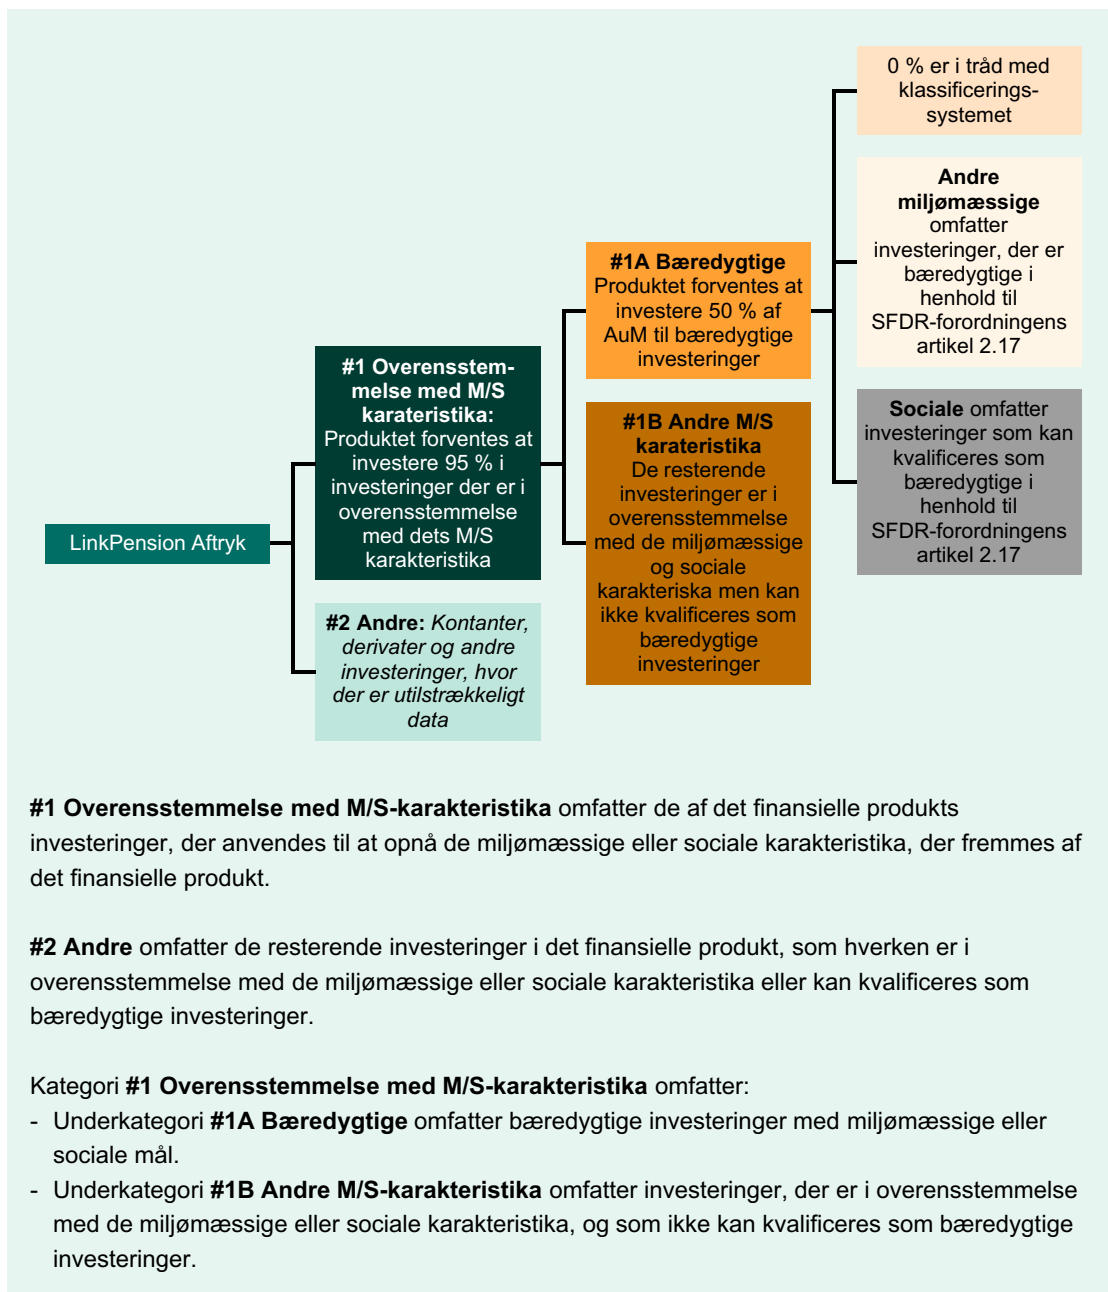 LinkPension Aftryk
#1 Overensstem-
melse med M/S
karateristika:
Produktet forventes at
investere 95 % i
investeringer der er i
overensstemmelse
med dets M/S
karakteristika
#2 Andre: Kontanter,
derivater og andre
investeringer, hvor
der er utilstrækkeligt
data
#1A Bæredygtige
Produktet forventes at
investere 50 % af
AuM til bæredygtige
investeringer
#1B Andre M/S
karateristika
De resterende
investeringer er i
overensstemmelse
med de miljømæssige
og sociale
karakteriska men kan
ikke kvalificeres som
bæredygtige
investeringer
0 % er i tråd med
klassificerings-
systemet
Andre
miljømæssige
omfatter
investeringer, der er
bæredygtige i
henhold til
SFDR-forordningens
artikel 2.17
Sociale omfatter
investeringer som kan
kvalificeres som
bæredygtige i
henhold til
SFDR-forordningens
artikel 2.17
#1 Overensstemmelse med M/S-karakteristika omfatter de af det finansielle produkts
investeringer, der anvendes til at opnå de miljømæssige eller sociale karakteristika, der fremmes af
det finansielle produkt.
#2 Andre omfatter de resterende investeringer i det finansielle produkt, som hverken er i
overensstemmelse med de miljømæssige eller sociale karakteristika eller kan kvalificeres som
bæredygtige investeringer.
Kategori #1 Overensstemmelse med M/S-karakteristika omfatter:
- Underkategori #1A Bæredygtige omfatter bæredygtige investeringer med miljømæssige eller
sociale mål.
- Underkategori #1B Andre M/S-karakteristika omfatter investeringer, der er i overensstemmelse
med de miljømæssige eller sociale karakteristika, og som ikke kan kvalificeres som bæredygtige
investeringer.